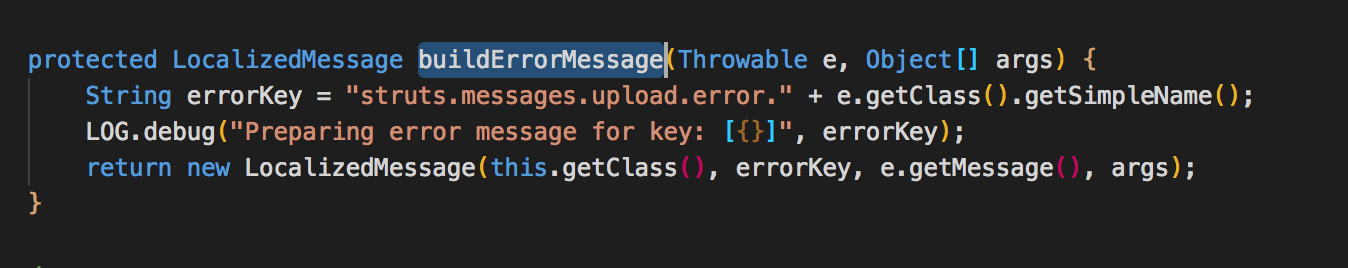 protected LocalizedMessage buildErrorMessage(Throwable e, Object[] args) {
    String errorKey = "struts.messages.upload.error." + e.getClass().getSimpleName();
    LOG.debug("Preparing error message for key: [{}]", errorKey);
    return new LocalizedMessage(this.getClass(), errorKey, e.getMessage(), args);
}